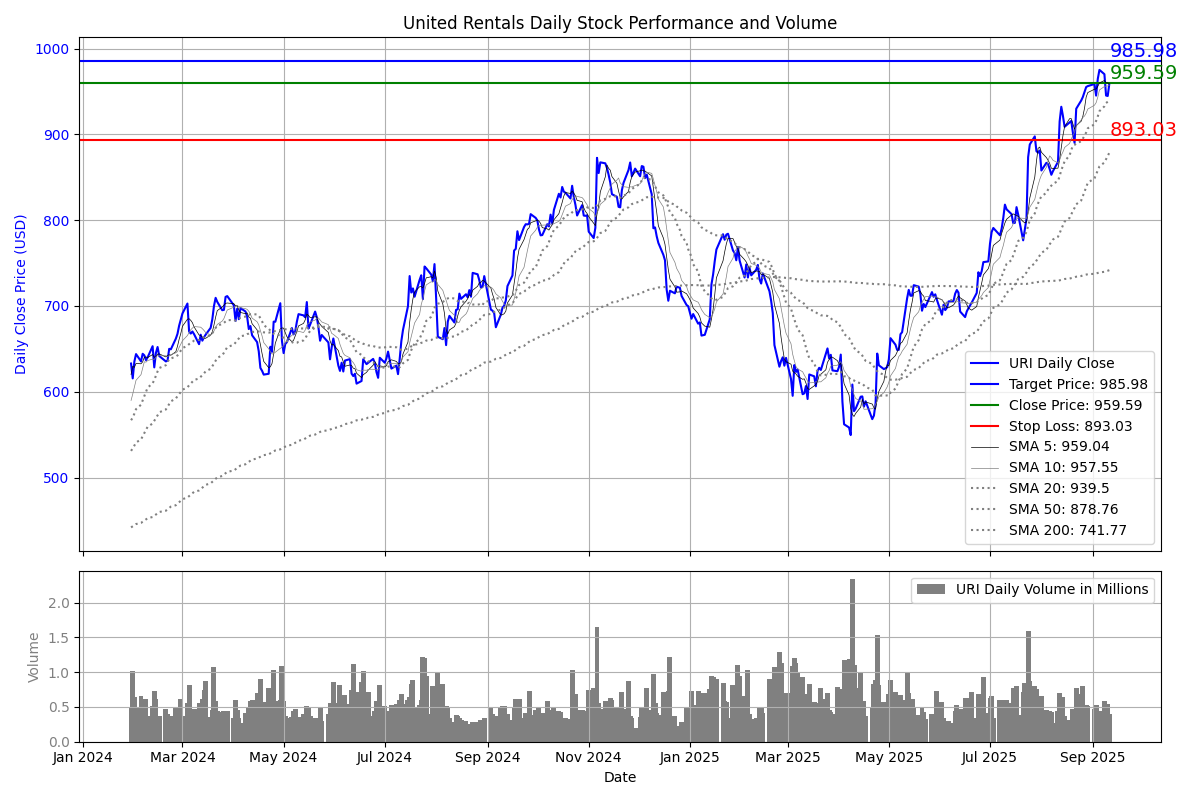 United Rentals Daily Stock Performance and Volume
1000
900
800
700
600
500
Daily Close Price (USD)
985.98
959.59
893.03
URI Daily Close
Target Price: 985.98
Close Price: 959.59
Stop Loss: 893.03
SMA 5: 959.04
SMA 10: 957.55
SMA 20: 939.5
SMA 50: 878.76
SMA 200: 741.77
2.0
1.5
1.0
0.5
0.0
Volume
URI Daily Volume in Millions
Jan 2024 Mar 2024 May 2024 Jul 2024 Sep 2024 Nov 2024 Jan 2025 Mar 2025 May 2025 Jul 2025 Sep 2025
Date